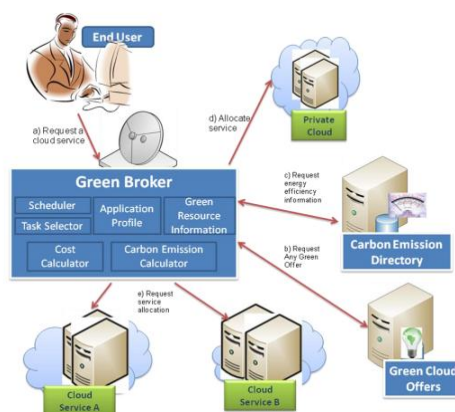 End User
a) Request a
cloud service
d) Allocate
service
Private
Cloud
Green Broker
Scheduler
Task Selector
Application
Profile
Green
Resource
Information
Cost
Calculator
Carbon Emission
Calculator
c) Request
energy
efficiency
information
Carbon Emission
Directory
b) Request
Any Green
Offer
e) Request
service
allocation
Cloud
Service A
Cloud
Service B
Green Cloud
Offers